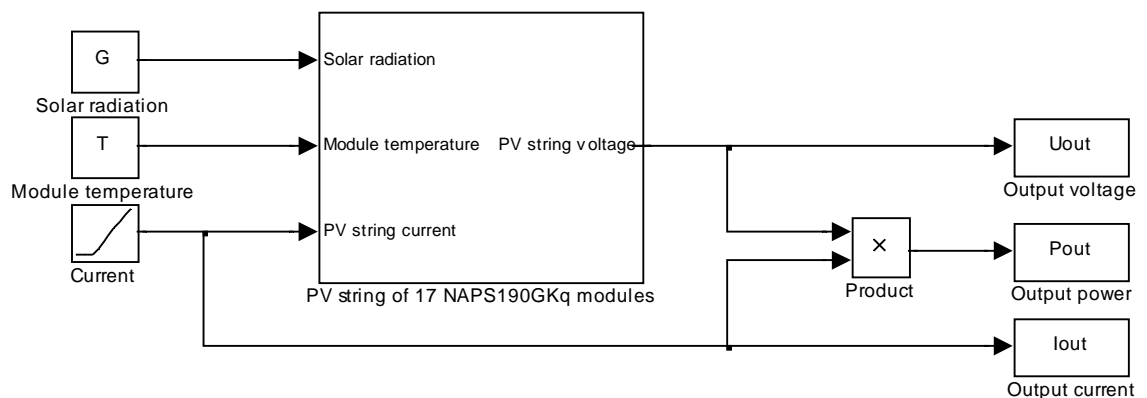 G
Solar radiation
T
Module temperature
Current
Solar radiation
Module temperature
PV string current
PV string voltage
PV string of 17 NAPS190GKq modules
×
Product
Uout
Output voltage
Pout
Output power
Iout
Output current